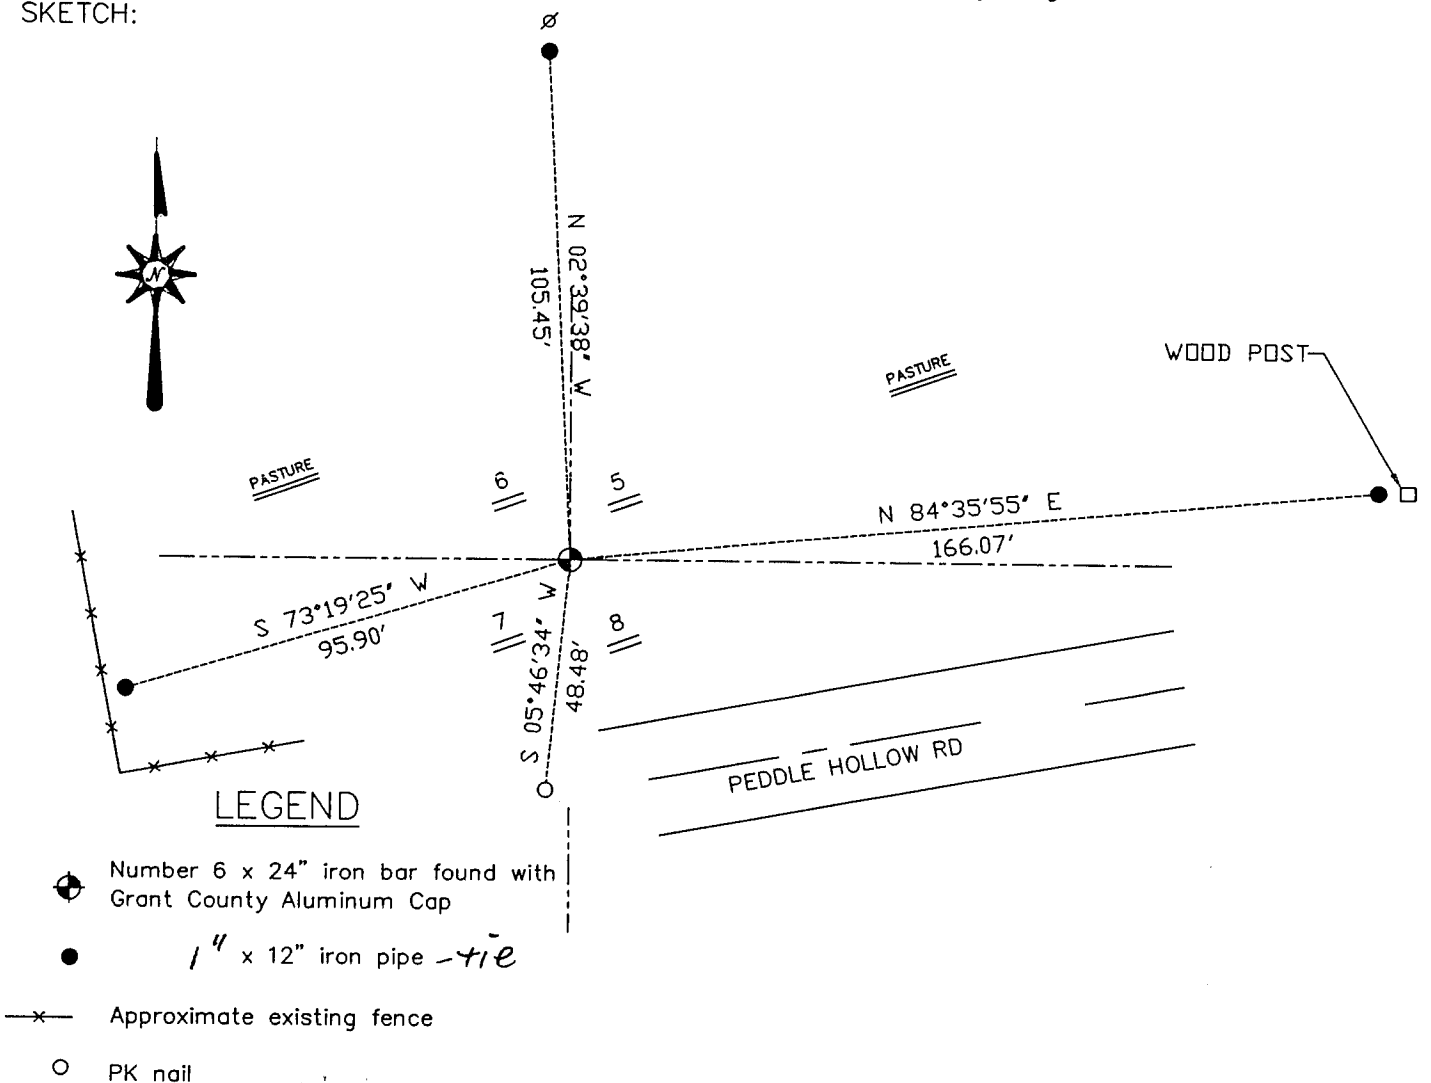 SKETCH:
ø
N
N 02°39'38" W
105.45'
WOOD POST
PASTURE
PASTURE
6
5
N 84°35'55" E
166.07'
S 73°19'25" W
95.90'
7
8
S 05°46'34" W
48.48'
PEDDLE HOLLOW RD
LEGEND
Number 6 x 24" iron bar found with
Grant County Aluminum Cap
1" x 12" iron pipe - tie
Approximate existing fence
PK nail